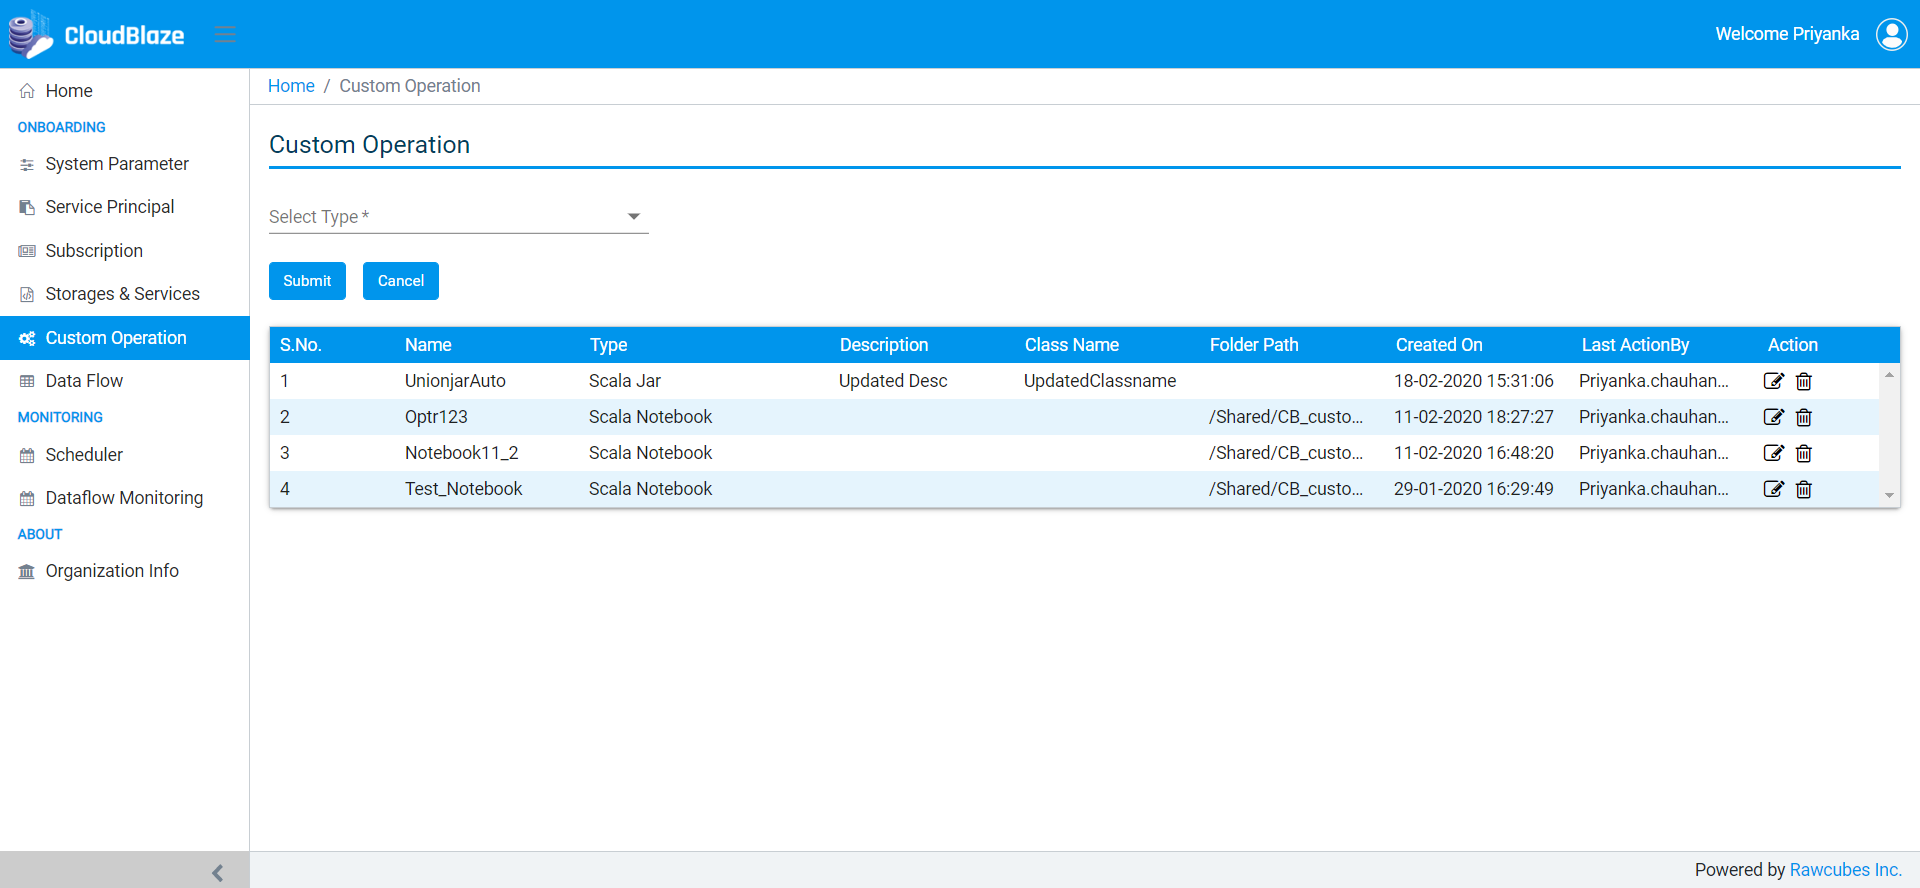 CloudBlaze
Welcome Priyanka
Home
ONBOARDING
System Parameter
Service Principal
Subscription
Storages & Services
Custom Operation
Data Flow
MONITORING
Scheduler
Dataflow Monitoring
ABOUT
Organization Info
Home / Custom Operation
Custom Operation
Select Type *
Submit Cancel
S.No. Name Type Description Class Name Folder Path Created On Last ActionBy Action
1 UnionjarAuto Scala Jar Updated Desc UpdatedClassname 18-02-2020 15:31:06 Priyanka.chauhan...
2 Optr123 Scala Notebook /Shared/CB_custo... 11-02-2020 18:27:27 Priyanka.chauhan...
3 Notebook11_2 Scala Notebook /Shared/CB_custo... 11-02-2020 16:48:20 Priyanka.chauhan...
4 Test_Notebook Scala Notebook /Shared/CB_custo... 29-01-2020 16:29:49 Priyanka.chauhan...
Powered by Rawcubes Inc.